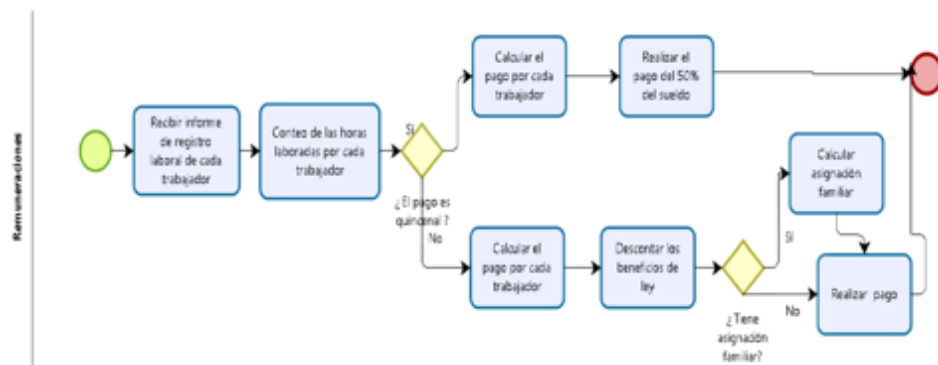 Remuneraciones
Recibir informe
de registro
laboral de cada
trabajador
Conteo de las horas
laboradas por cada
trabajador
Si
¿El pago es
quincenal ?
No
Calcular el
pago por cada
trabajador
Realizar el
pago del 50%
del sueldo
Calcular el
pago por cada
trabajador
Descontar los
beneficios de
ley
¿Tiene
asignación
familiar?
Sí
No
Calcular
asignación
familiar
Realizar pago